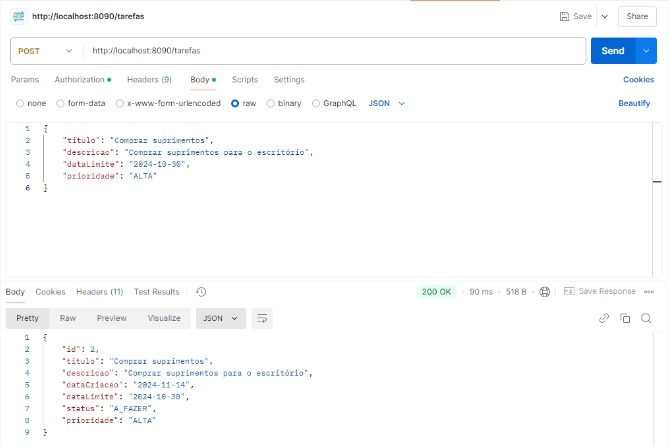 http://localhost:8090/tarefas Save Share
POST http://localhost:8090/tarefas Send
Params Authorization Headers (9) Body Scripts Settings Cookies
none form-data x-www-form-urlencoded raw binary GraphQL JSON Beautify
1 {
2 "titulo": "Comprar suprimentos",
3 "descricao": "Comprar suprimentos para o escritório",
4 "dataLimite": "2024-10-30",
5 "prioridade": "ALTA"
6 }
Body Cookies Headers (11) Test Results 200 OK 90 ms 518 B Save Response
Pretty Raw Preview Visualize JSON
1 {
2 "id": 2,
3 "titulo": "Comprar suprimentos",
4 "descricao": "Comprar suprimentos para o escritório",
5 "dataCriacao": "2024-11-14",
6 "dataLimite": "2024-10-30",
7 "status": "A_FAZER",
8 "prioridade": "ALTA"
9 }